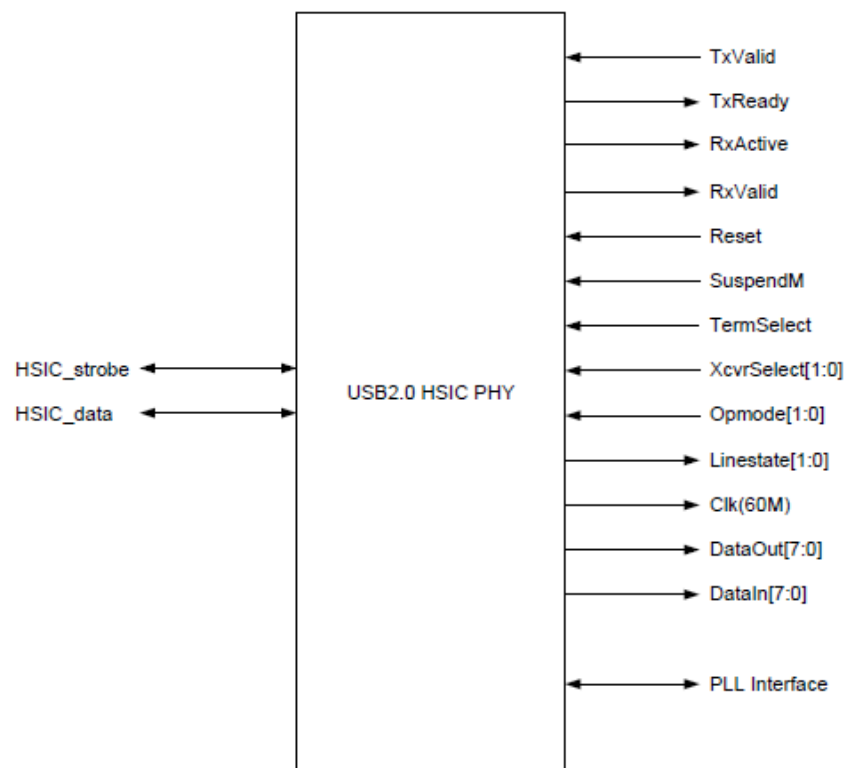 TxValid
TxReady
RxActive
RxValid
Reset
SuspendM
TermSelect
HSIC_strobe
XcvrSelect[1:0]
USB2.0 HSIC PHY
HSIC_data
Opmode[1:0]
Linestate[1:0]
Clk(60M)
DataOut[7:0]
DataIn[7:0]
PLL Interface